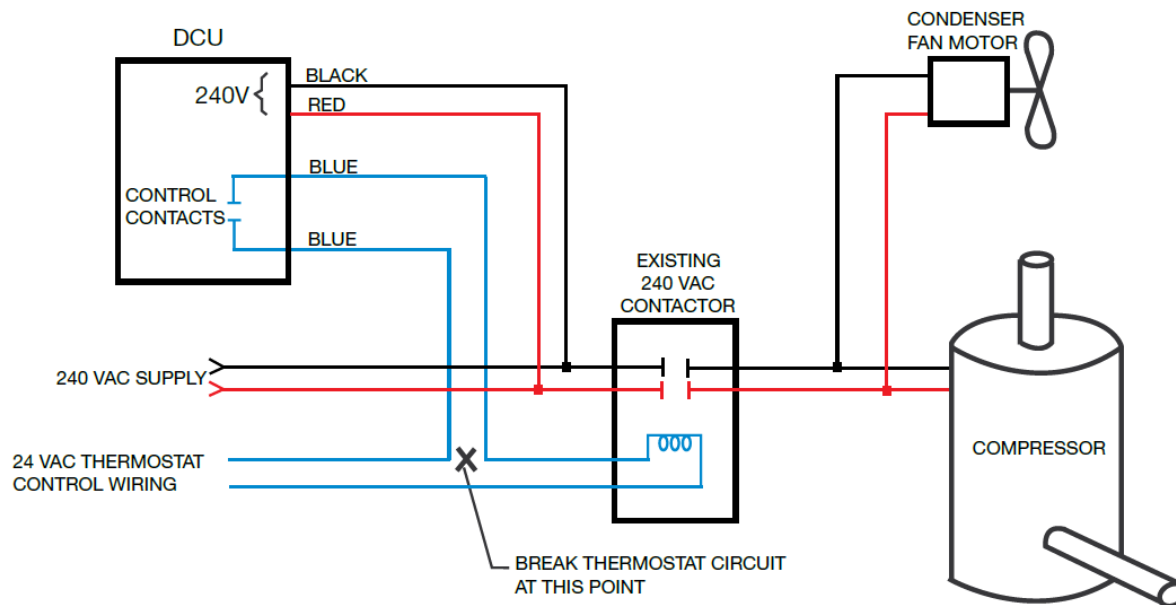 DCU
240V
BLACK
RED
BLUE
CONTROL
CONTACTS
BLUE
CONDENSER
FAN MOTOR
EXISTING
240 VAC
CONTACTOR
240 VAC SUPPLY
24 VAC THERMOSTAT
CONTROL WIRING
COMPRESSOR
BREAK THERMOSTAT CIRCUIT
AT THIS POINT